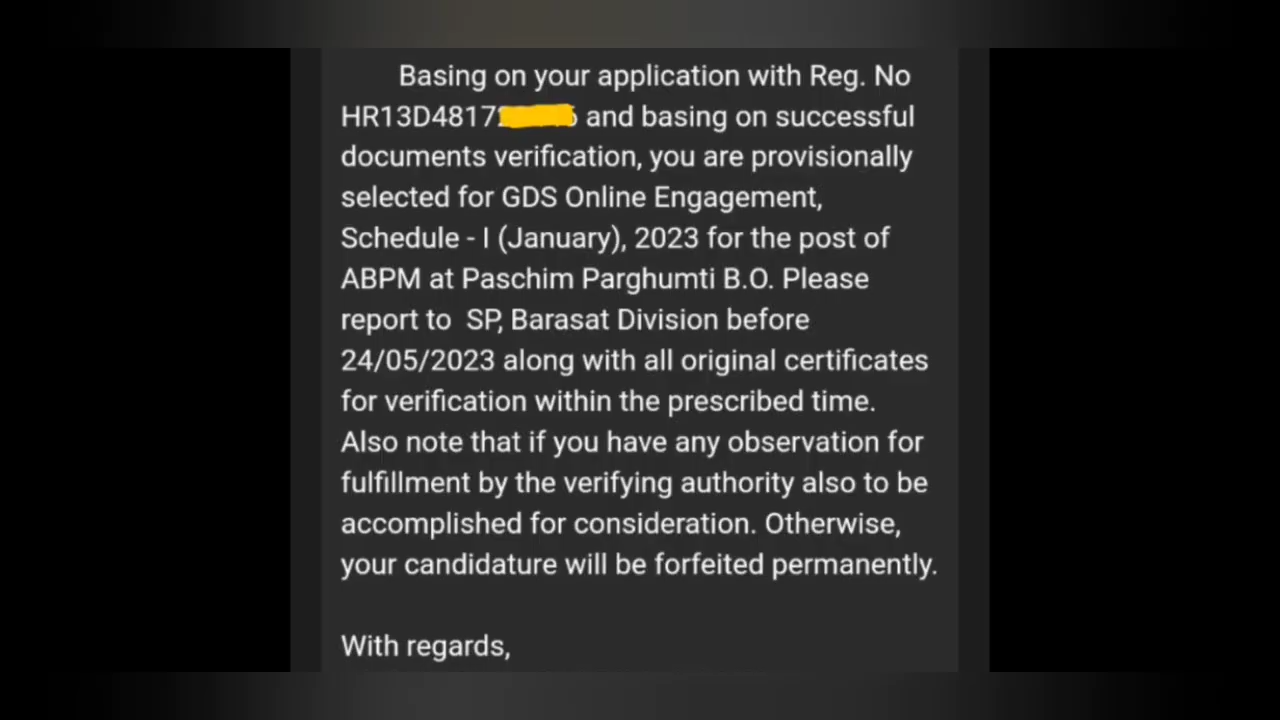 Basing on your application with Reg. No
HR13D4817 and basing on successful
documents verification, you are provisionally
selected for GDS Online Engagement,
Schedule - I (January), 2023 for the post of
ABPM at Paschim Parghumti B.O. Please
report to SP, Barasat Division before
24/05/2023 along with all original certificates
for verification within the prescribed time.
Also note that if you have any observation for
fulfillment by the verifying authority also to be
accomplished for consideration. Otherwise,
your candidature will be forfeited permanently.
With regards,